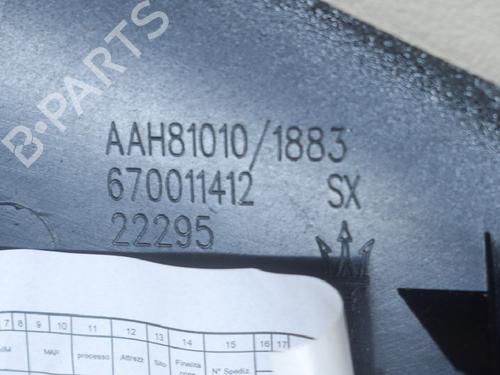 B-PARTS
AAH81010/1883
670011412 SX
22295
7 8 9 10 11 12 13 14 15 16 17
MAP processo Attrezz Sito Finalità N° Spediz.